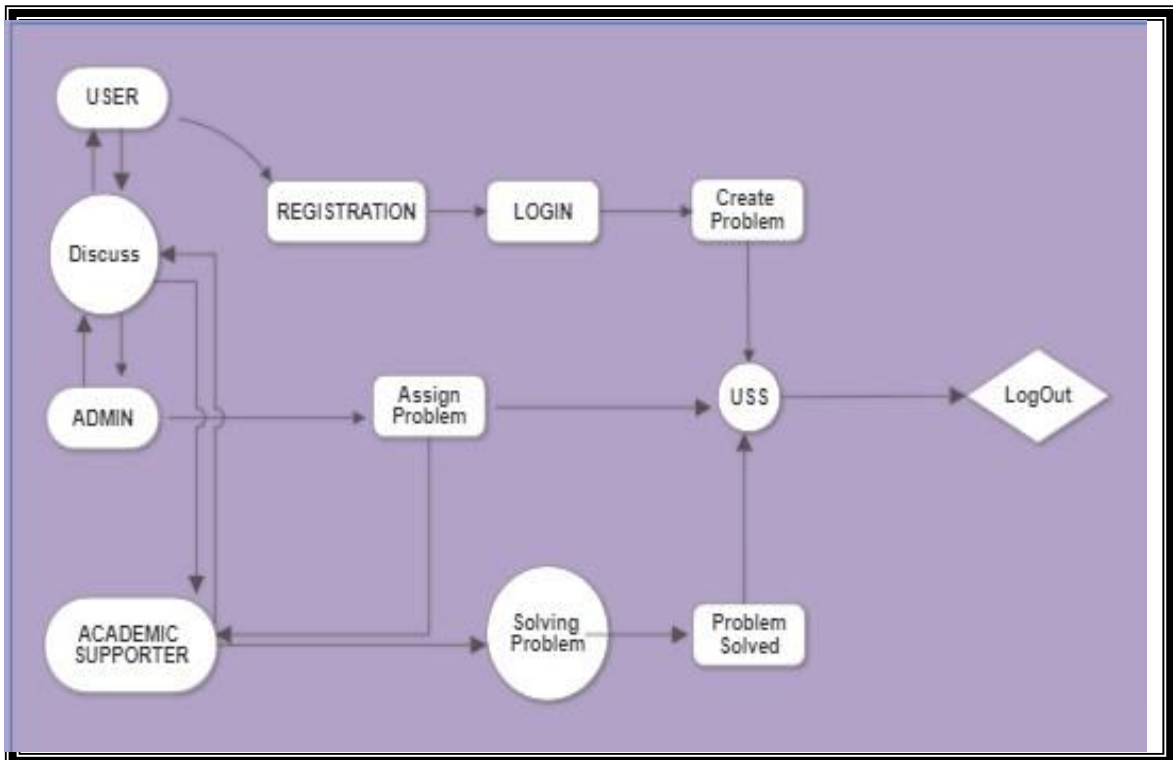 USER
REGISTRATION
LOGIN
Create
Problem
Discuss
ADMIN
Assign
Problem
USS
LogOut
ACADEMIC
SUPPORTER
Solving
Problem
Problem
Solved